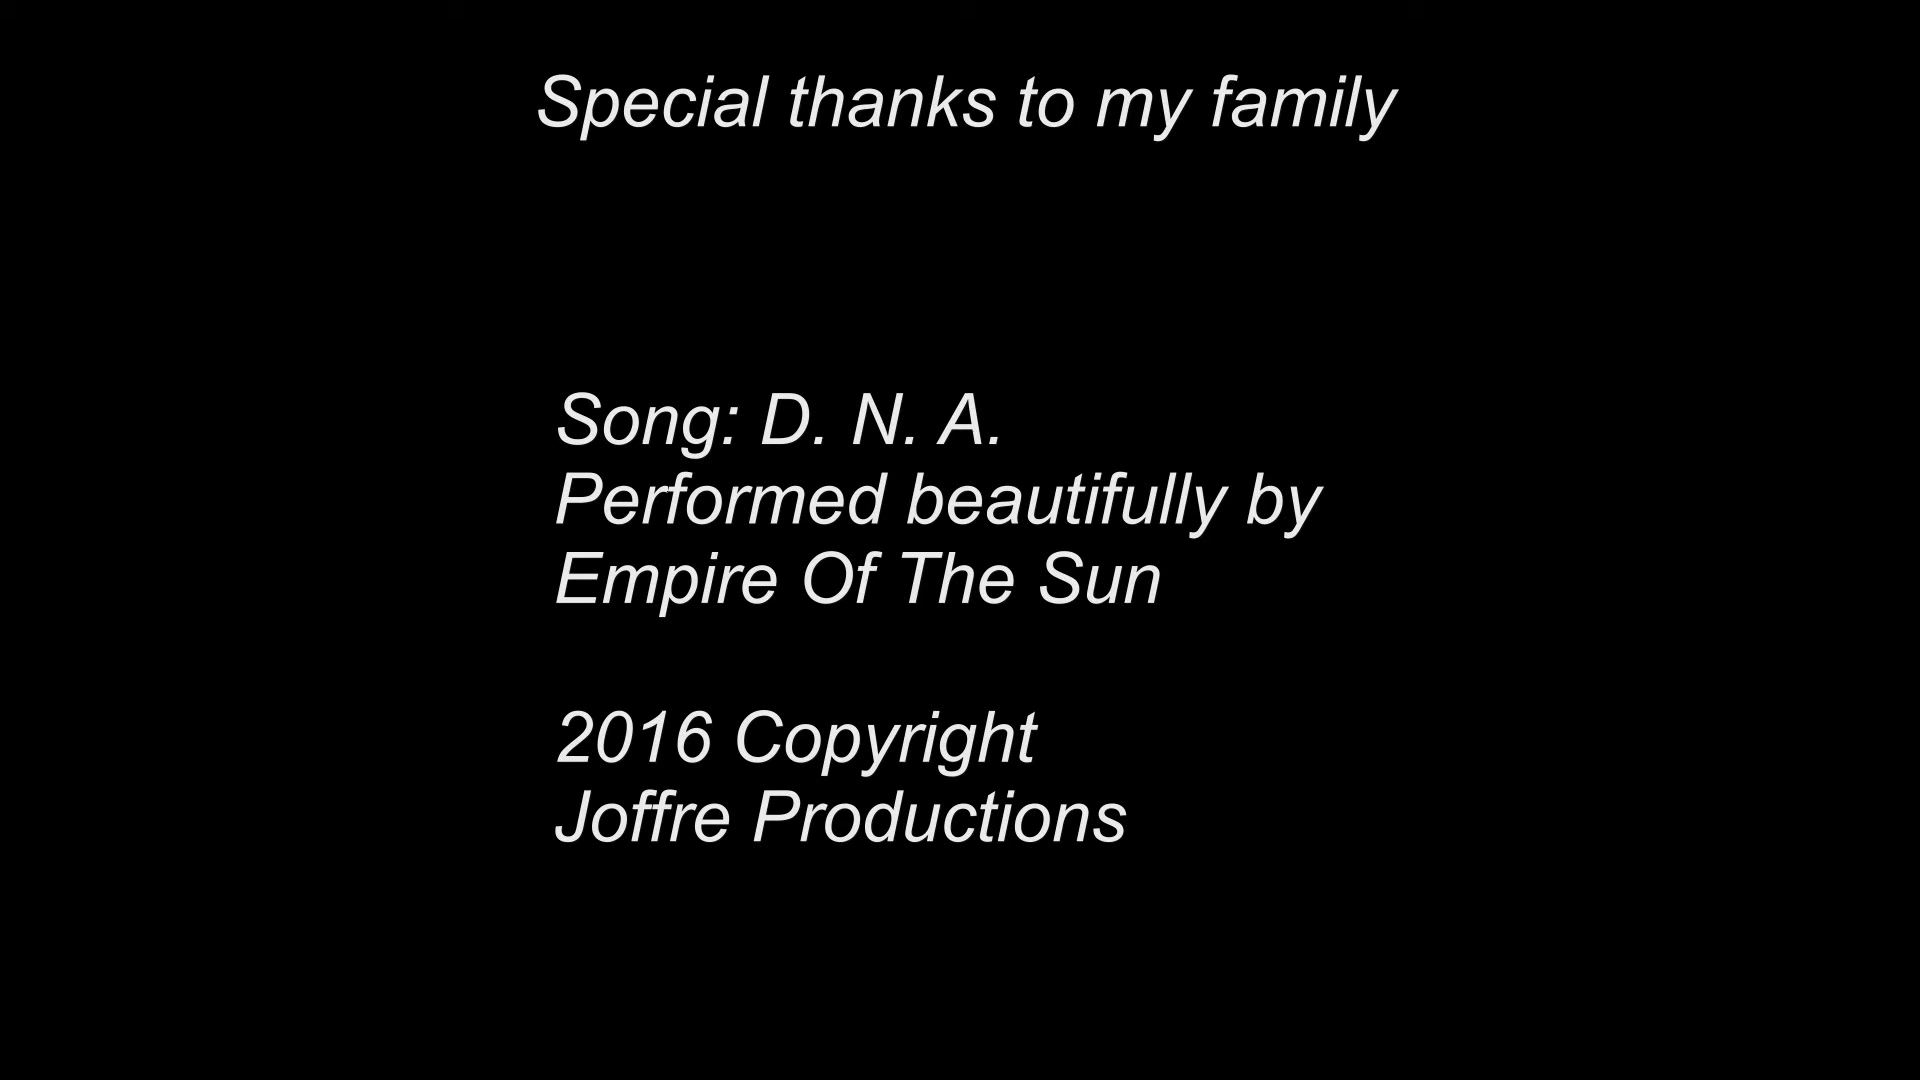 Special thanks to my family
Song: D. N. A.
Performed beautifully by
Empire Of The Sun
2016 Copyright
Joffre Productions